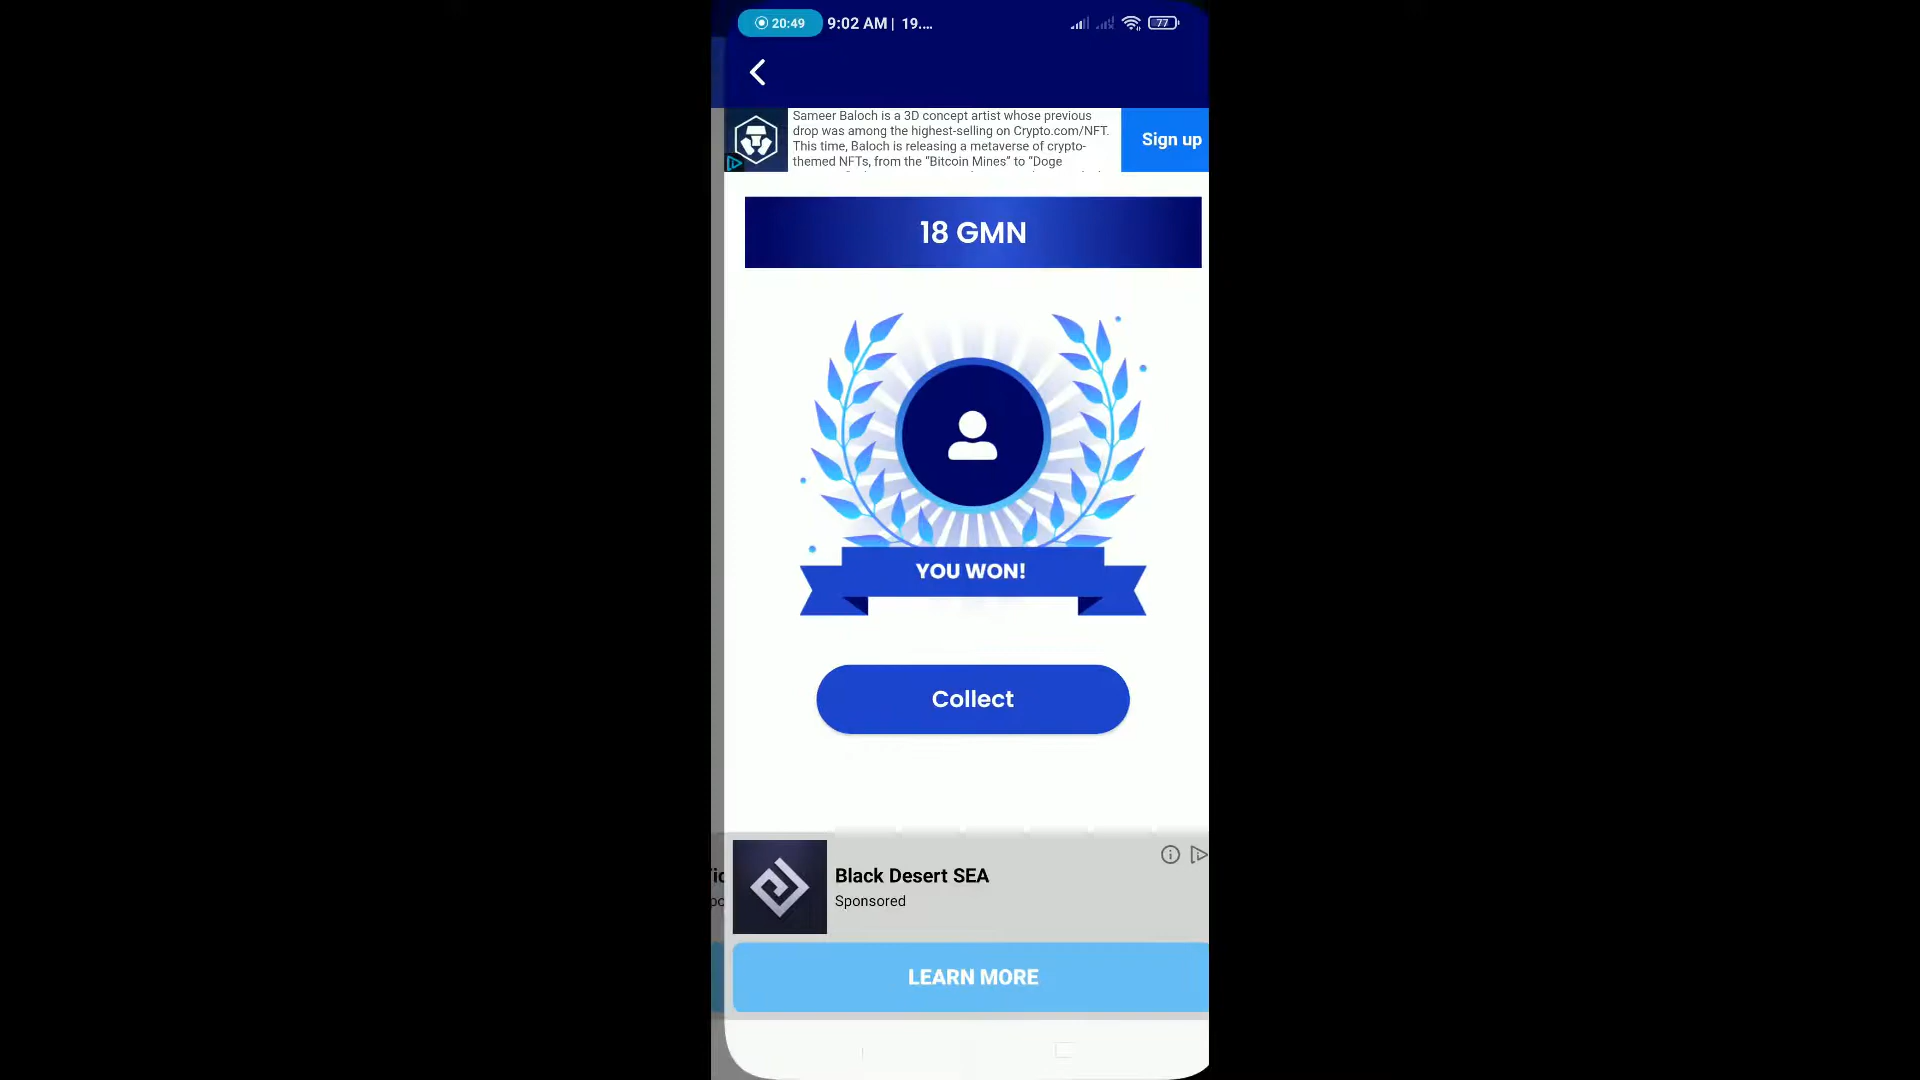 20:49 9:02 AM | 19.... 77
Sameer Baloch is a 3D concept artist whose previous
drop was among the highest-selling on Crypto.com/NFT.
This time, Baloch is releasing a metaverse of crypto-
themed NFTs, from the “Bitcoin Mines” to “Doge
Sign up
18 GMN
YOU WON!
Collect
Black Desert SEA
Sponsored
LEARN MORE